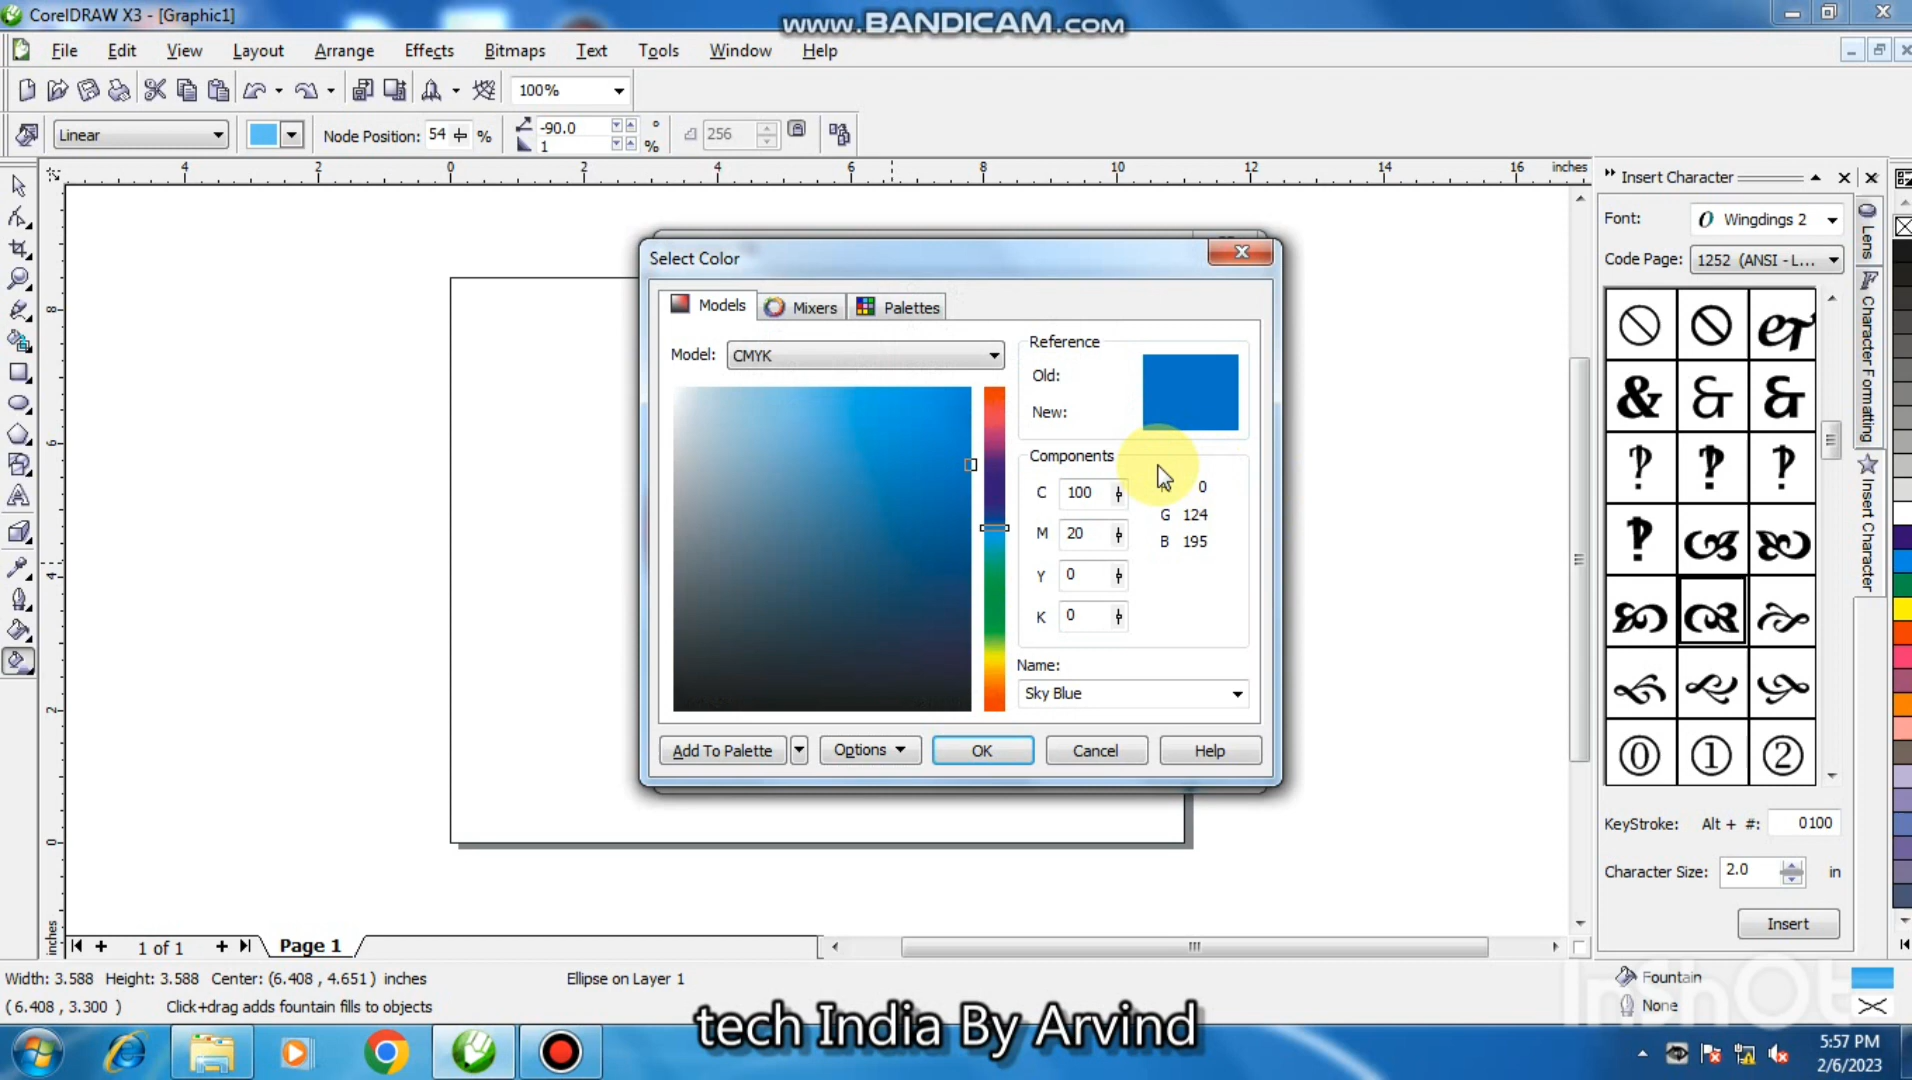 CorelDRAW X3 - [Graphic1]
www.BANDICAM.com
File Edit View Layout Arrange Effects Bitmaps Text Tools Window Help
100%
Linear
Node Position: 54 %
-90.0 °
1 %
256
4 2 0 2 4 6 8 10 12 14 16 inches
8
6
4
2
0
inches
Select Color
Models Mixers Palettes
Model: CMYK
Reference
Old:
New:
Components
C 100
M 20
Y 0
K 0
0
G 124
B 195
Name:
Sky Blue
Add To Palette Options OK Cancel Help
Insert Character
Font: Wingdings 2
Code Page: 1252 (ANSI - L...
KeyStroke: Alt + #: 0100
Character Size: 2.0 in
Insert
Lens
Character Formatting
Insert Character
1 of 1
Page 1
Width: 3.588 Height: 3.588 Center: (6.408 , 4.651 ) inches
Ellipse on Layer 1
( 6.408 , 3.300 )
Click+drag adds fountain fills to objects
Fountain
None
InShot
tech India By Arvind
5:57 PM
2/6/2023